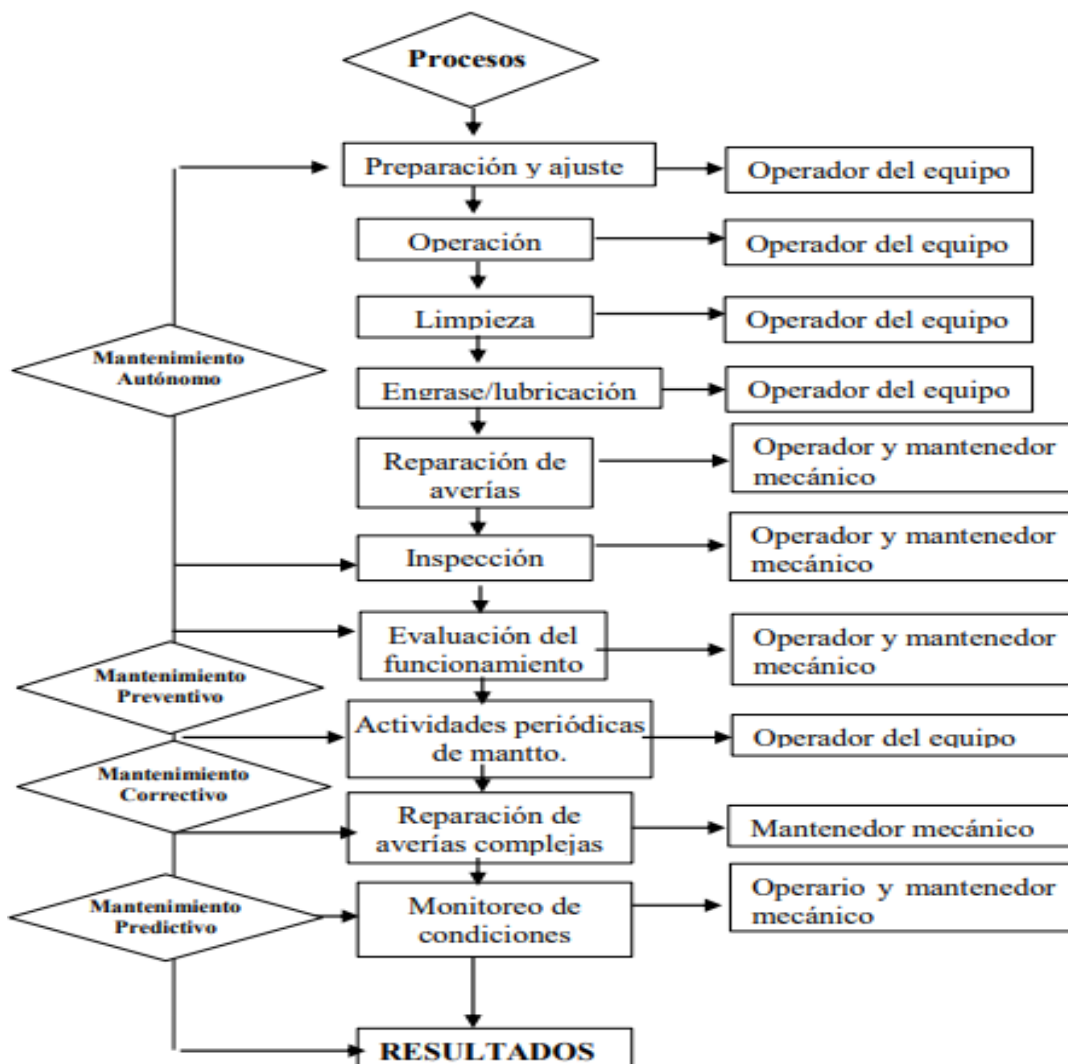 Procesos
Preparación y ajuste
Operador del equipo
Operación
Operador del equipo
Limpieza
Operador del equipo
Mantenimiento
Autónomo
Engrase/lubricación
Operador del equipo
Reparación de
averías
Operador y mantenedor
mecánico
Inspección
Operador y mantenedor
mecánico
Evaluación del
funcionamiento
Operador y mantenedor
mecánico
Mantenimiento
Preventivo
Actividades periódicas
de mantto.
Operador del equipo
Mantenimiento
Correctivo
Reparación de
averías complejas
Mantenedor mecánico
Mantenimiento
Predictivo
Monitoreo de
condiciones
Operario y mantenedor
mecánico
RESULTADOS